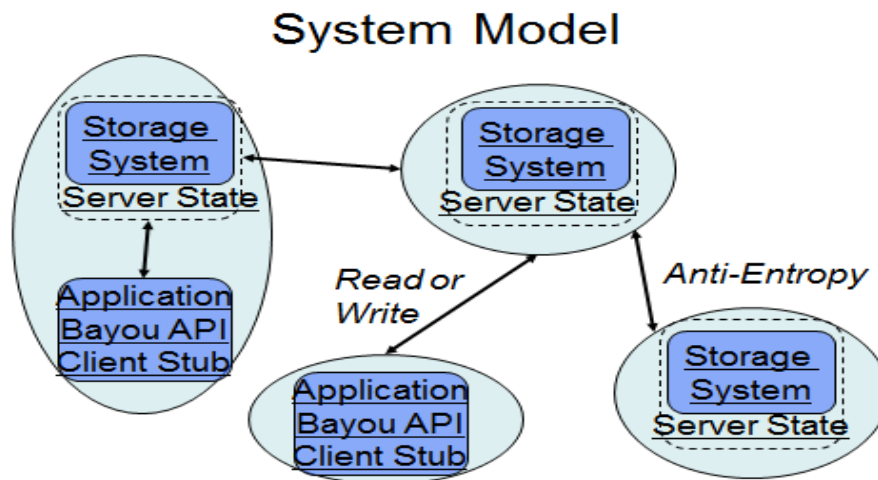 System Model
Storage
System
Server State
Application
Bayou API
Client Stub
Storage
System
Server State
Read or
Write
Anti-Entropy
Application
Bayou API
Client Stub
Storage
System
Server State